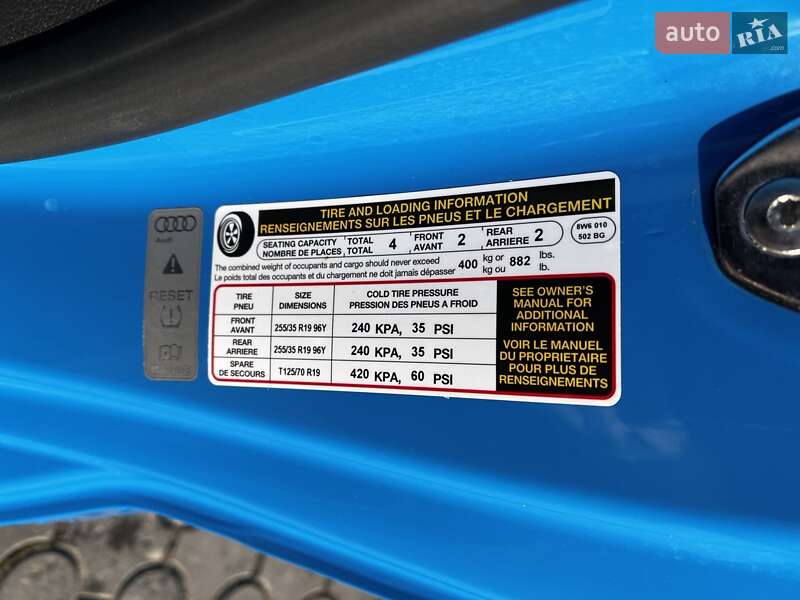 auto RIA .com
Audi
RESET
TIRE AND LOADING INFORMATION
RENSEIGNEMENTS SUR LES PNEUS ET LE CHARGEMENT
SEATING CAPACITY TOTAL 4 FRONT 2 REAR 2
NOMBRE DE PLACES TOTAL AVANT ARRIERE
8W6 010
502 BG
The combined weight of occupants and cargo should never exceed 400 kg or 882 lbs.
Le poids total des occupants et du chargement ne doit jamais dépasser kg ou lb.
TIRE SIZE COLD TIRE PRESSURE
PNEU DIMENSIONS PRESSION DES PNEUS A FROID
FRONT
AVANT 255/35 R19 96Y 240 KPA, 35 PSI
REAR
ARRIERE 255/35 R19 96Y 240 KPA, 35 PSI
SPARE
DE SECOURS T125/70 R19 420 KPA, 60 PSI
SEE OWNER'S
MANUAL FOR
ADDITIONAL
INFORMATION
VOIR LE MANUEL
DU PROPRIETAIRE
POUR PLUS DE
RENSEIGNEMENTS